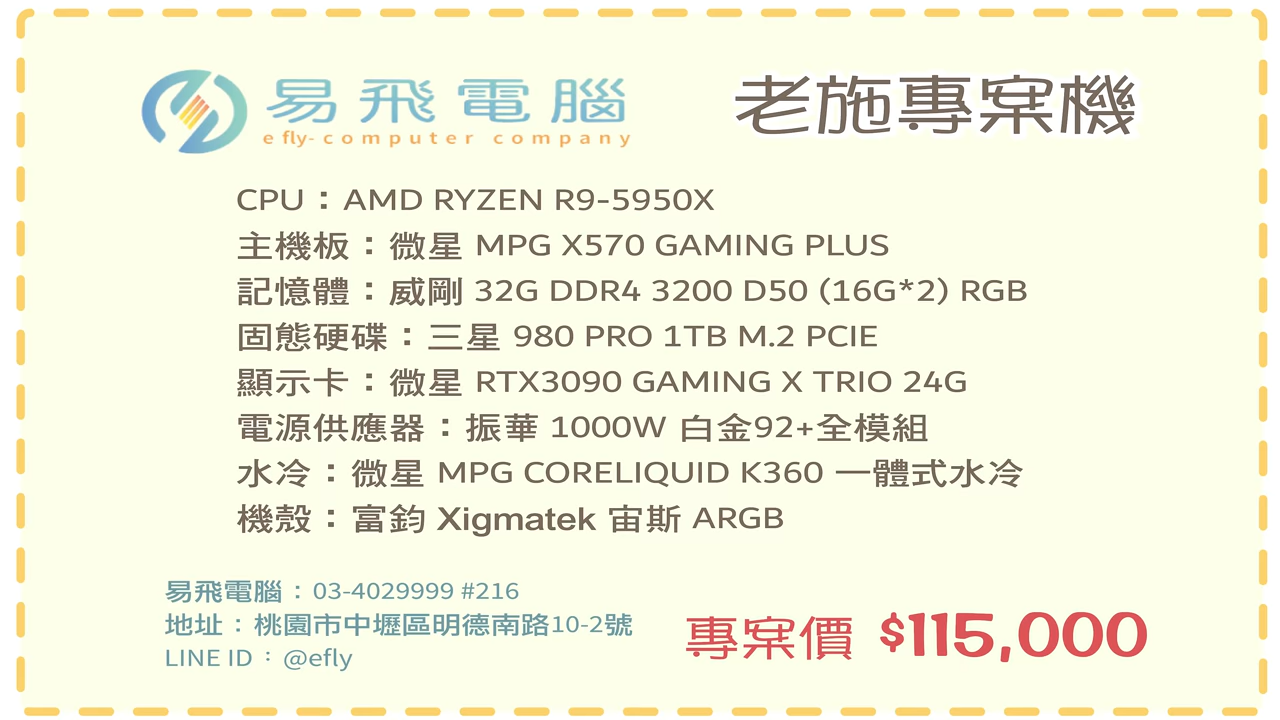 易飛電腦
e fly-computer company
老施專案機
CPU：AMD RYZEN R9-5950X
主機板：微星 MPG X570 GAMING PLUS
記憶體：威剛 32G DDR4 3200 D50 (16G*2) RGB
固態硬碟：三星 980 PRO 1TB M.2 PCIE
顯示卡：微星 RTX3090 GAMING X TRIO 24G
電源供應器：振華 1000W 白金92+全模組
水冷：微星 MPG CORELIQUID K360 一體式水冷
機殼：富鈞 Xigmatek 宙斯 ARGB
易飛電腦：03-4029999 #216
地址：桃園市中壢區明德南路10-2號
LINE ID：@efly
專案價 $115,000